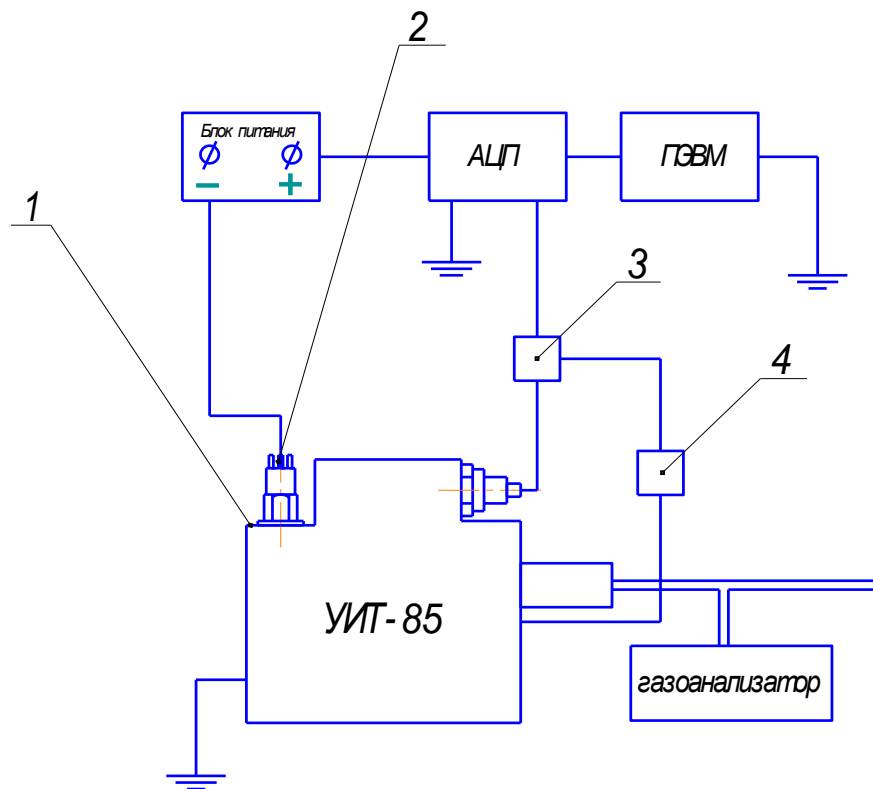 2
Блок питания
− +
АЦП
ПЭВМ
1
3
4
УИТ-85
газоанализатор